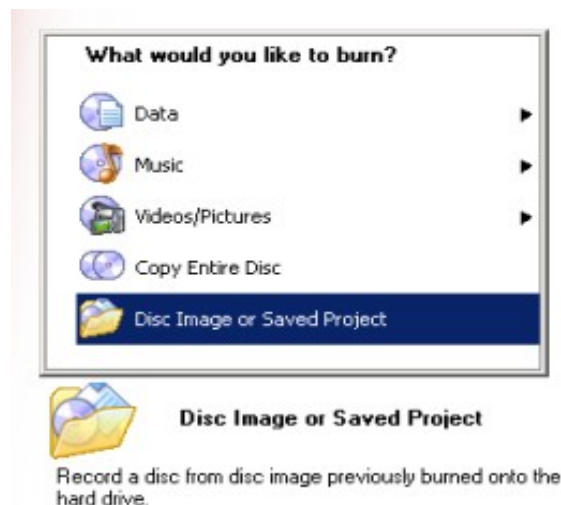 What would you like to burn?
Data
Music
Videos/Pictures
Copy Entire Disc
Disc Image or Saved Project
Disc Image or Saved Project
Record a disc from disc image previously burned onto the
hard drive.